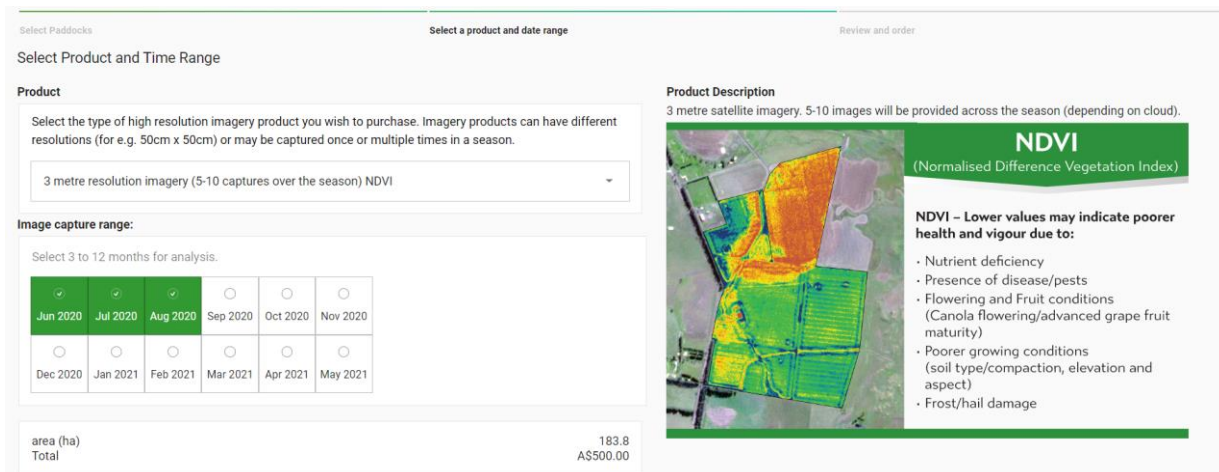 Select Paddocks
Select a product and date range
Review and order
Select Product and Time Range
Product
Select the type of high resolution imagery product you wish to purchase. Imagery products can have different
resolutions (for e.g. 50cm x 50cm) or may be captured once or multiple times in a season.
3 metre resolution imagery (5-10 captures over the season) NDVI
Image capture range:
Select 3 to 12 months for analysis.
Jun 2020 Jul 2020 Aug 2020 Sep 2020 Oct 2020 Nov 2020
Dec 2020 Jan 2021 Feb 2021 Mar 2021 Apr 2021 May 2021
area (ha) 183.8
Total A$500.00
Product Description
3 metre satellite imagery. 5-10 images will be provided across the season (depending on cloud).
NDVI
(Normalised Difference Vegetation Index)
NDVI – Lower values may indicate poorer
health and vigour due to:
· Nutrient deficiency
· Presence of disease/pests
· Flowering and Fruit conditions
(Canola flowering/advanced grape fruit
maturity)
· Poorer growing conditions
(soil type/compaction, elevation and
aspect)
· Frost/hail damage